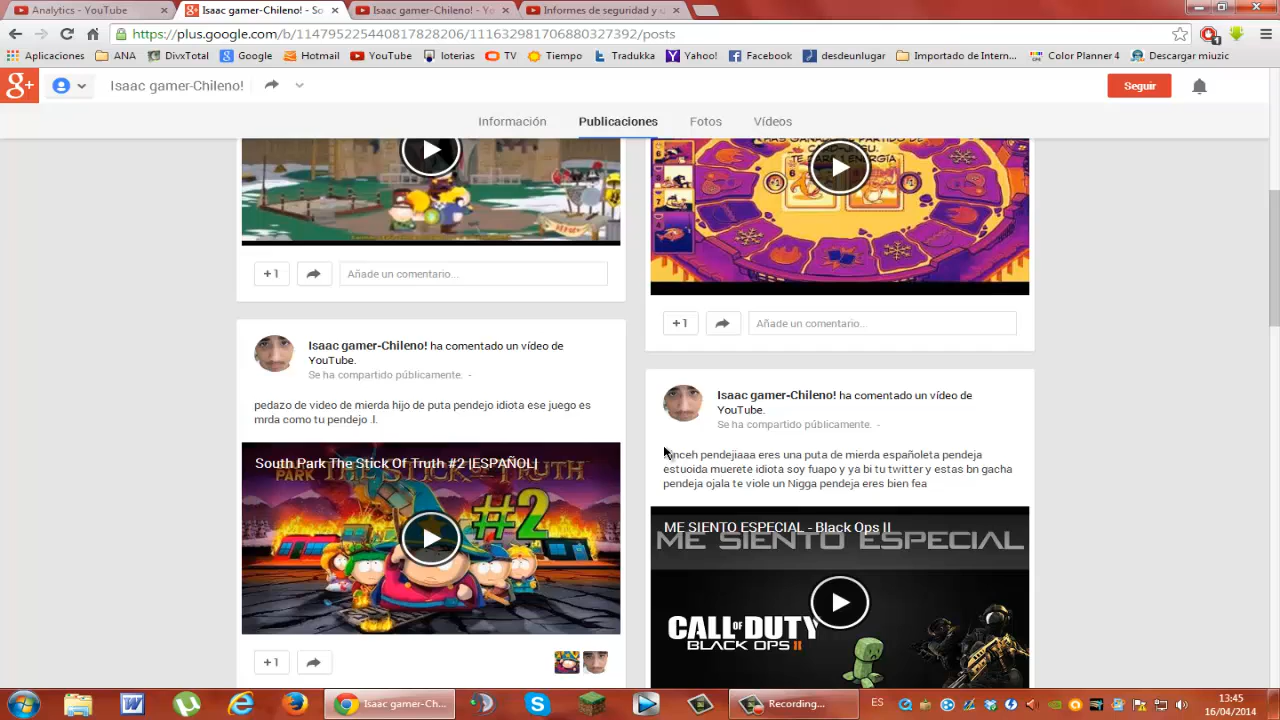 Analytics - YouTube
Isaac gamer-Chileno! - So
Isaac gamer-Chileno! - Yo
Informes de seguridad y
https://plus.google.com/b/114795225440817828206/111632981706880327392/posts
Aplicaciones ANA DivxTotal Google Hotmail YouTube loterias TV Tiempo Tradukka Yahoo! Facebook desdeunlugar Importado de Intern... Color Planner 4 Descargar miuzic
g+ Isaac gamer-Chileno! Seguir
Información Publicaciones Fotos Vídeos
+1 Añade un comentario...
Isaac gamer-Chileno! ha comentado un vídeo de
YouTube.
Se ha compartido públicamente. -
pedazo de video de mierda hijo de puta pendejo idiota ese juego es
mrda como tu pendejo .l.
South Park The Stick Of Truth #2 |ESPAÑOL|
SOUTH PARK
THE STICK OF TRUTH
#2
+1
TE DARÁ 1 ENERGÍA
+1 Añade un comentario...
Isaac gamer-Chileno! ha comentado un vídeo de
YouTube.
Se ha compartido públicamente. -
pendejiaaa eres una puta de mierda españoleta pendeja
estuoida muerete idiota soy fuapo y ya bi tu twitter y estas bn gacha
pendeja ojala te viole un Nigga pendeja eres bien fea
ME SIENTO ESPECIAL - Black Ops II
ME SIENTO ESPECIAL
CALL OF DUTY
BLACK OPS II
Isaac gamer-Ch...
Recording...
ES
13:45
16/04/2014